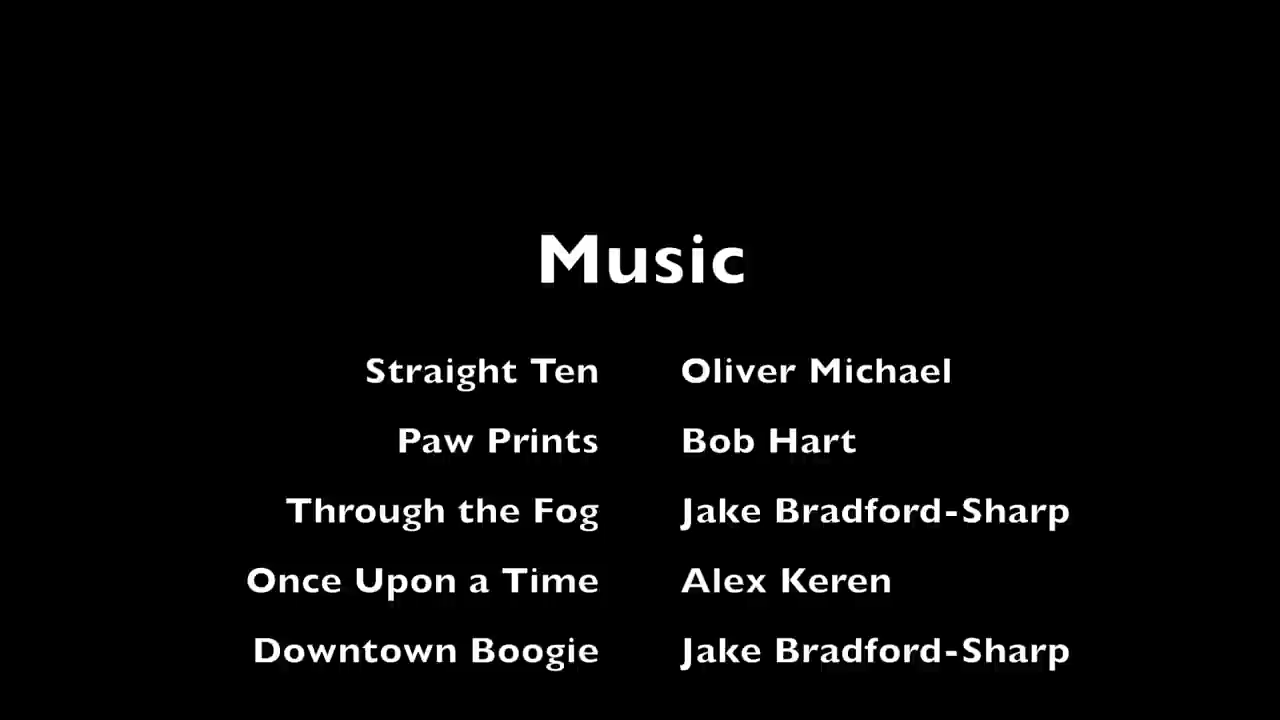 Music
Straight Ten Oliver Michael
Paw Prints Bob Hart
Through the Fog Jake Bradford-Sharp
Once Upon a Time Alex Keren
Downtown Boogie Jake Bradford-Sharp